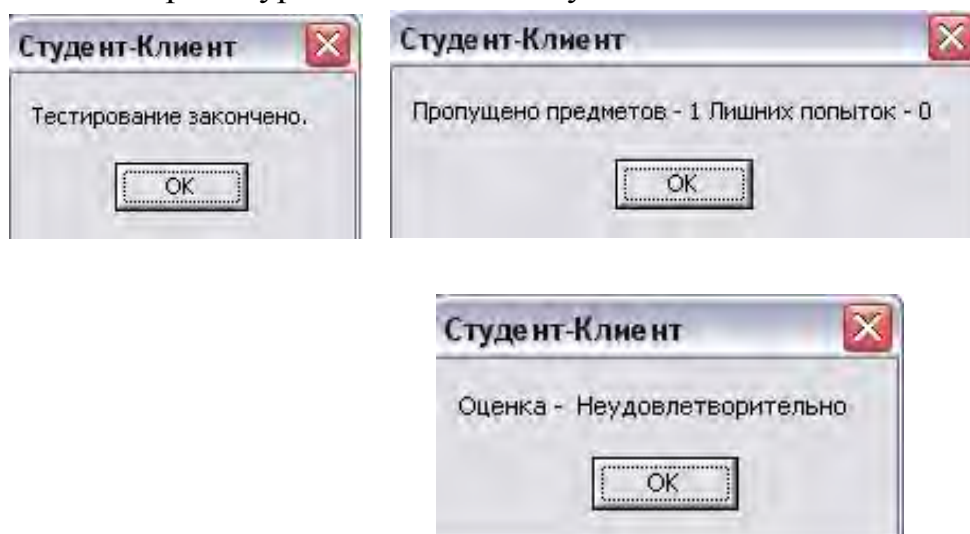 Студент-Клиент
Тестирование закончено.
OK
Студент-Клиент
Пропущено предметов - 1 Лишних попыток - 0
OK
Студент-Клиент
Оценка - Неудовлетворительно
OK